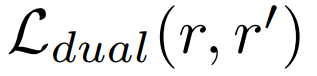 ℒ_{dual}(r, r′)